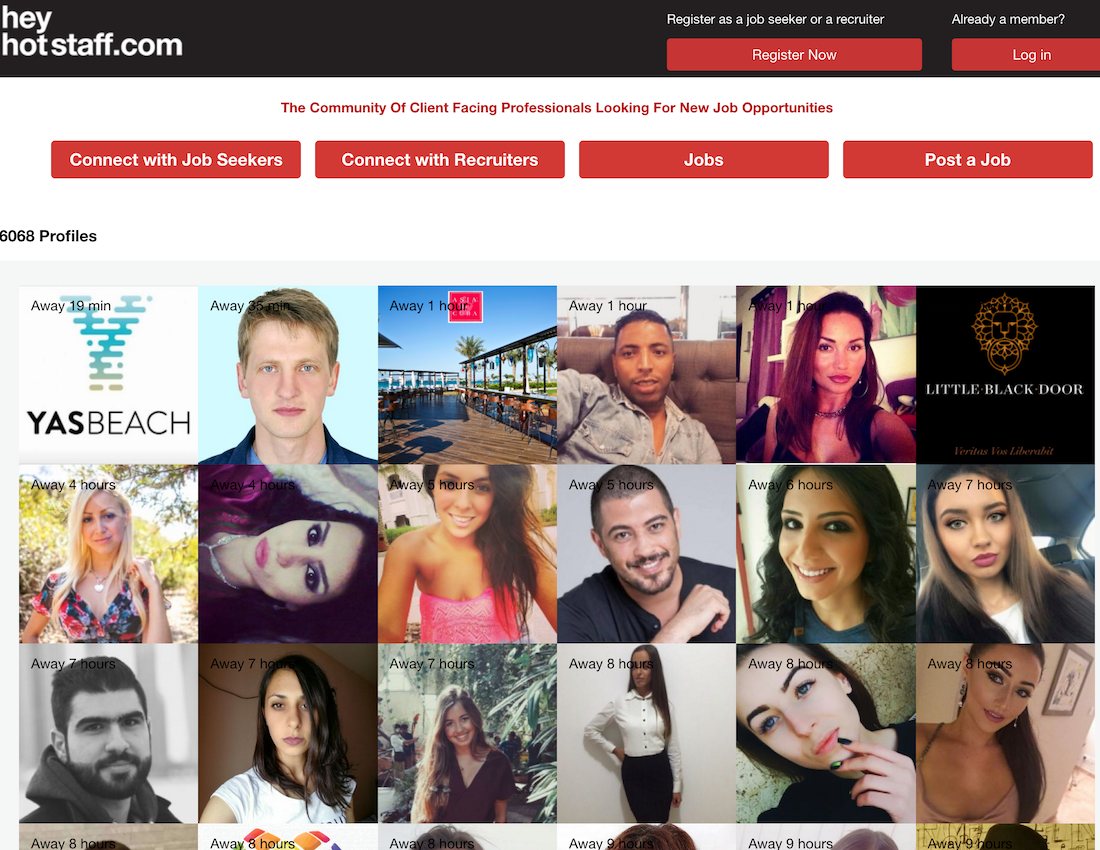 hey
hotstaff.com
Register as a job seeker or a recruiter
Already a member?
Register Now
Log in
The Community Of Client Facing Professionals Looking For New Job Opportunities
Connect with Job Seekers
Connect with Recruiters
Jobs
Post a Job
6068 Profiles
Away 19 min
Away 35 min
Away 1 hour
Away 1 hour
Away 1 hour
YASBEACH
ASIA
CUBA
LITTLE·BLACK·DOOR
Veritas Vos Liberabit
Away 4 hours
Away 4 hours
Away 5 hours
Away 5 hours
Away 6 hours
Away 7 hours
Away 7 hours
Away 7 hours
Away 7 hours
Away 8 hours
Away 8 hours
Away 8 hours
Away 8 hours
Away 8 hours
Away 8 hours
Away 9 hours
Away 9 hours
Away 9 hours